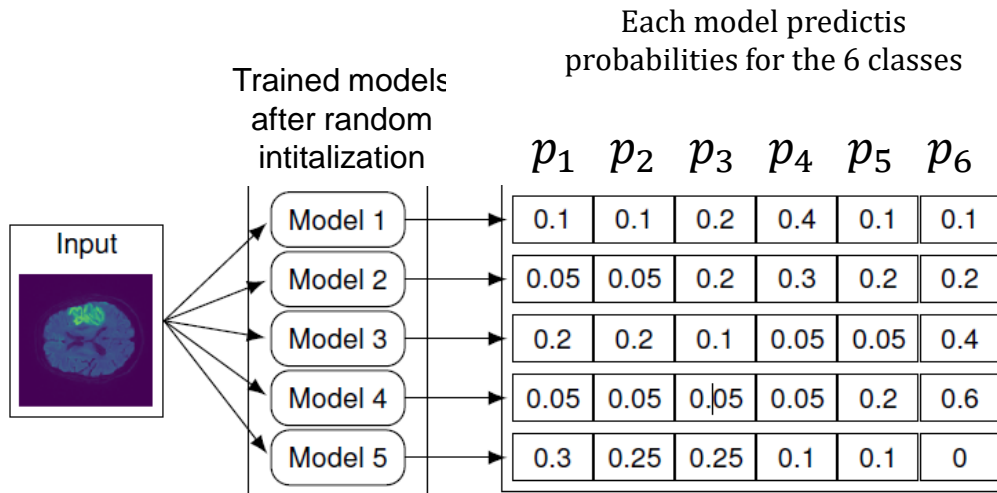 Each model predictis
probabilities for the 6 classes
Trained models
after random
intitalization
p₁ p₂ p₃ p₄ p₅ p₆
Input
Model 1 0.1 0.1 0.2 0.4 0.1 0.1
Model 2 0.05 0.05 0.2 0.3 0.2 0.2
Model 3 0.2 0.2 0.1 0.05 0.05 0.4
Model 4 0.05 0.05 0.05 0.05 0.2 0.6
Model 5 0.3 0.25 0.25 0.1 0.1 0